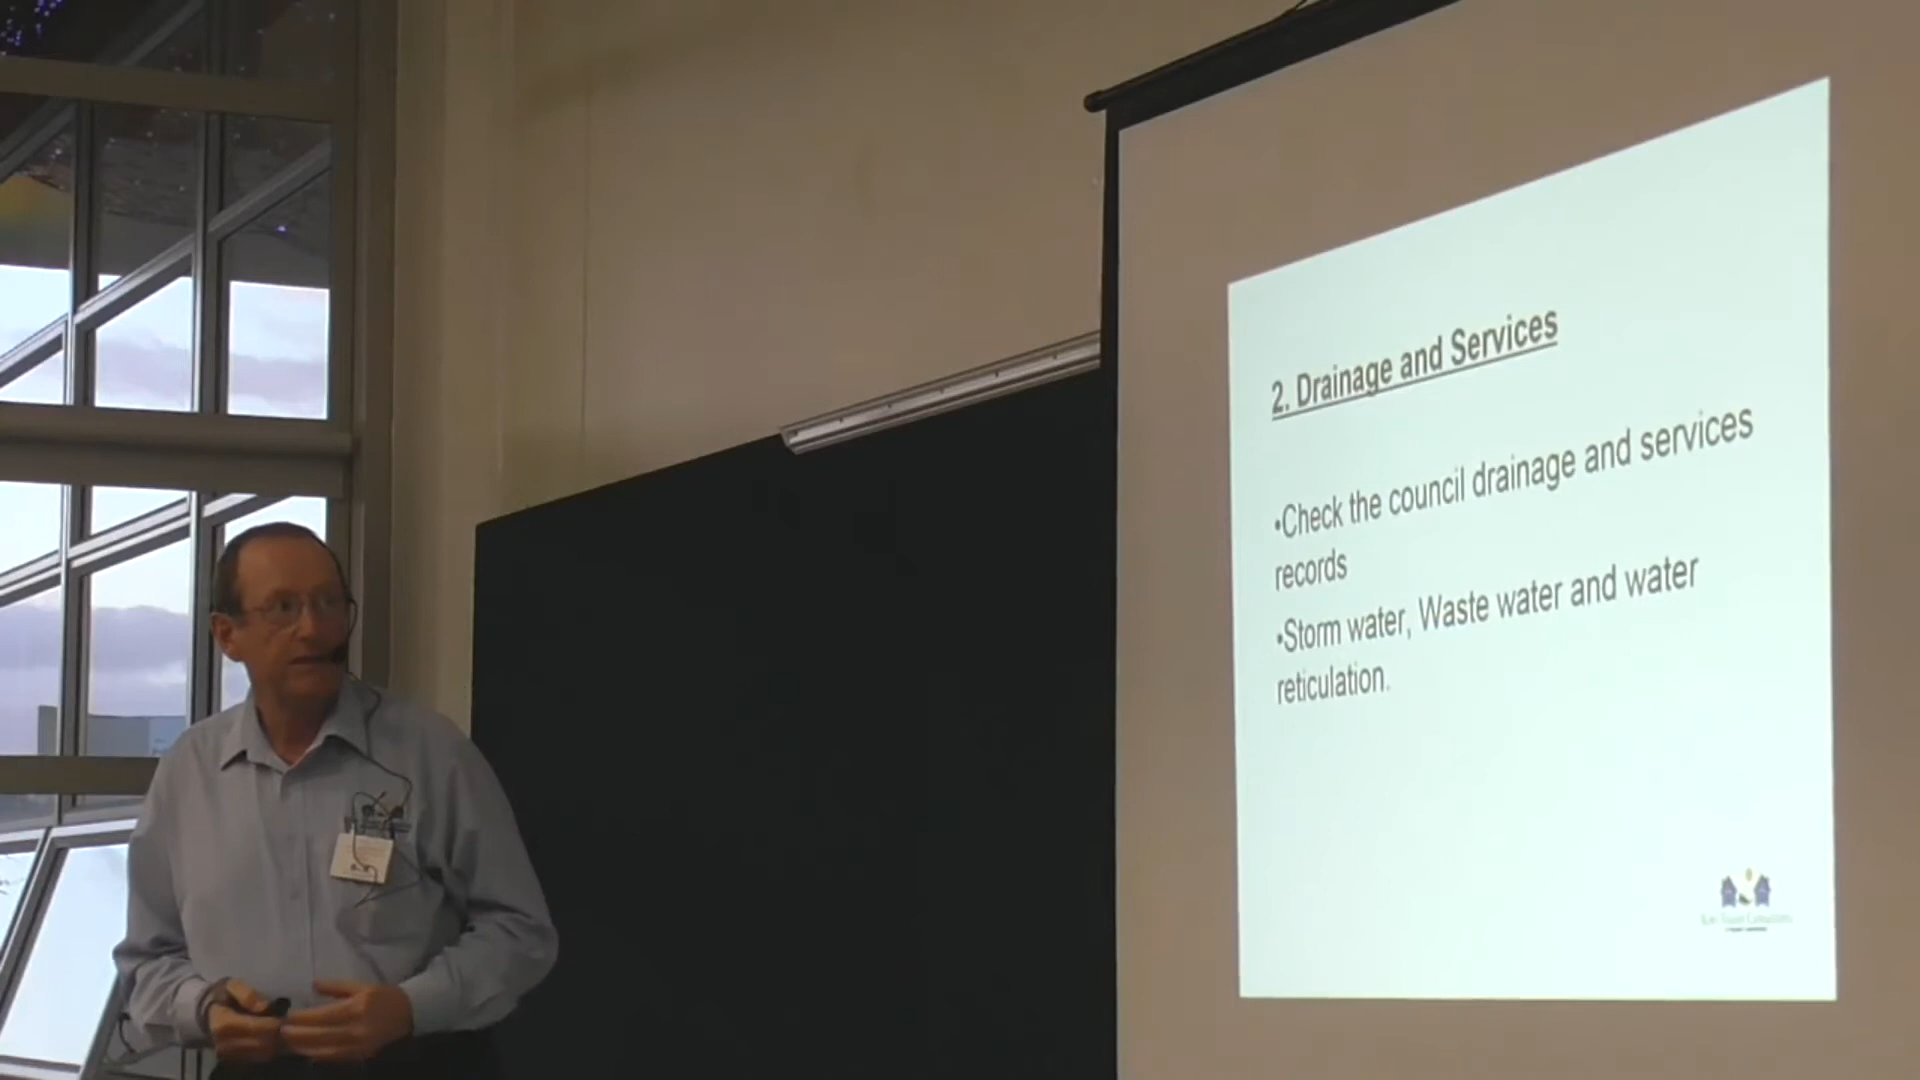 2. Drainage and Services
•Check the council drainage and services
records
•Storm water, Waste water and water
reticulation.